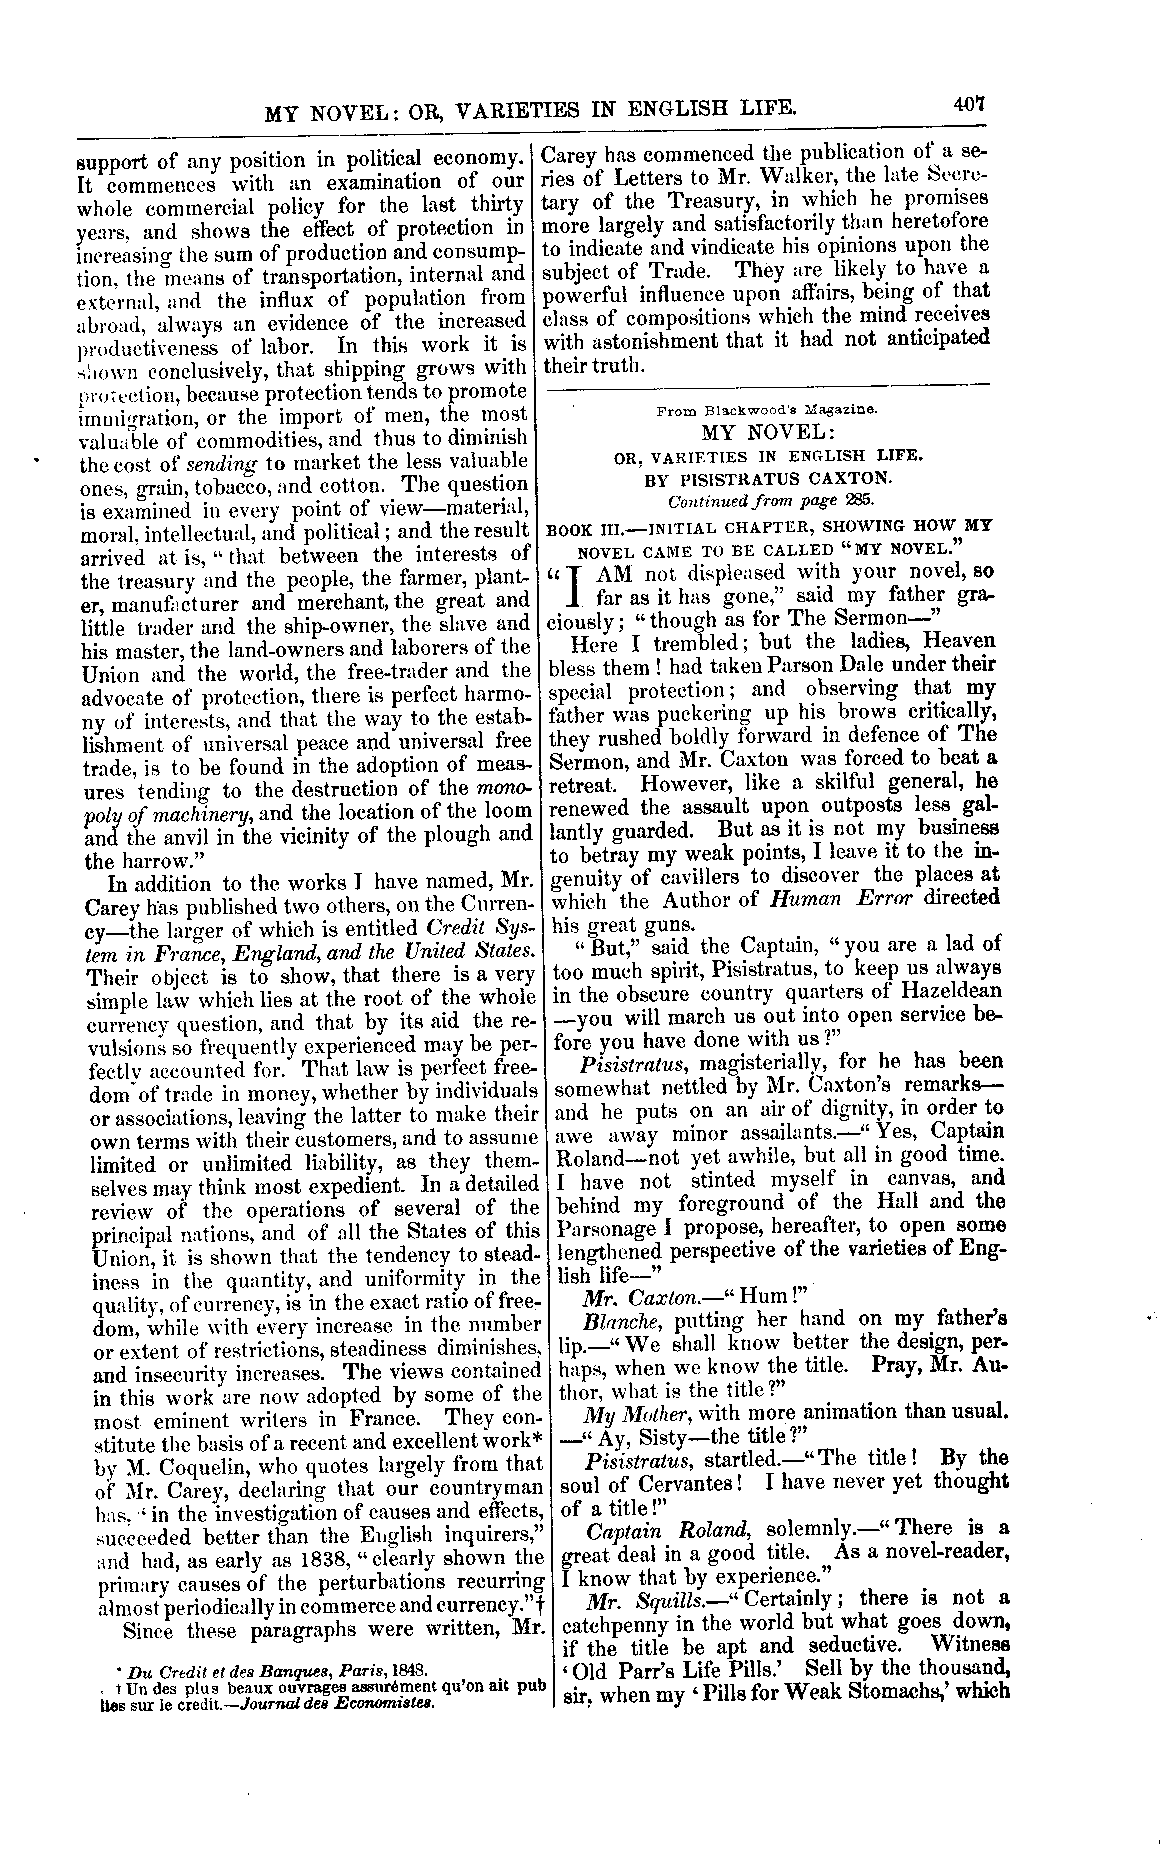 MY NOVEL: OR, VARIETIES IN ENGLISH LIFE.
407
support of any position in political economy.
It commences with an examination of our
whole commercial policy for the last thirty
years, and shows the effect of protection in
increasing the sum of production and consump-
tion, the means of transportation, internal and
external, and the influx of population from
abroad, always an evidence of the increased
productiveness of labor. In this work it is
shown conclusively, that shipping grows with
protection, because protection tends to promote
immigration, or the import of men, the most
valuable of commodities, and thus to diminish
the cost of sending to market the less valuable
ones, grain, tobacco, and cotton. The question
is examined in every point of view—material,
moral, intellectual, and political; and the result
arrived at is, "that between the interests of
the treasury and the people, the farmer, plant-
er, manufacturer and merchant, the great and
little trader and the ship-owner, the slave and
his master, the land-owners and laborers of the
Union and the world, the free-trader and the
advocate of protection, there is perfect harmo-
ny of interests, and that the way to the estab-
lishment of universal peace and universal free
trade, is to be found in the adoption of meas-
ures tending to the destruction of the mono-
poly of machinery, and the location of the loom
and the anvil in the vicinity of the plough and
the harrow."
In addition to the works I have named, Mr.
Carey has published two others, on the Curren-
cy—the larger of which is entitled Credit Sys-
tem in France, England, and the United States.
Their object is to show, that there is a very
simple law which lies at the root of the whole
currency question, and that by its aid the re-
vulsions so frequently experienced may be per-
fectly accounted for. That law is perfect free-
dom of trade in money, whether by individuals
or associations, leaving the latter to make their
own terms with their customers, and to assume
limited or unlimited liability, as they them-
selves may think most expedient. In a detailed
review of the operations of several of the
principal nations, and of all the States of this
Union, it is shown that the tendency to stead-
iness in the quantity, and uniformity in the
quality, of currency, is in the exact ratio of free-
dom, while with every increase in the number
or extent of restrictions, steadiness diminishes,
and insecurity increases. The views contained
in this work are now adopted by some of the
most eminent writers in France. They con-
stitute the basis of a recent and excellent work*
by M. Coquelin, who quotes largely from that
of Mr. Carey, declaring that our countryman
has, "in the investigation of causes and effects,
succeeded better than the English inquirers,"
and had, as early as 1838, "clearly shown the
primary causes of the perturbations recurring
almost periodically in commerce and currency."†
Since these paragraphs were written, Mr.
* Du Credit et des Banques, Paris, 1848.
† Un des plus beaux ouvrages assurément qu'on ait pub
liés sur le credit.—Journal des Economistes.
Carey has commenced the publication of a se-
ries of Letters to Mr. Walker, the late Secre-
tary of the Treasury, in which he promises
more largely and satisfactorily than heretofore
to indicate and vindicate his opinions upon the
subject of Trade. They are likely to have a
powerful influence upon affairs, being of that
class of compositions which the mind receives
with astonishment that it had not anticipated
their truth.
From Blackwood's Magazine.
MY NOVEL:
OR, VARIETIES IN ENGLISH LIFE.
BY PISISTRATUS CAXTON.
Continued from page 285.
BOOK III.—INITIAL CHAPTER, SHOWING HOW MY
NOVEL CAME TO BE CALLED "MY NOVEL."
"I AM not displeased with your novel, so
far as it has gone," said my father gra-
ciously; "though as for The Sermon—"
Here I trembled; but the ladies, Heaven
bless them! had taken Parson Dale under their
special protection; and observing that my
father was puckering up his brows critically,
they rushed boldly forward in defence of The
Sermon, and Mr. Caxton was forced to beat a
retreat. However, like a skilful general, he
renewed the assault upon outposts less gal-
lantly guarded. But as it is not my business
to betray my weak points, I leave it to the in-
genuity of cavillers to discover the places at
which the Author of Human Error directed
his great guns.
"But," said the Captain, "you are a lad of
too much spirit, Pisistratus, to keep us always
in the obscure country quarters of Hazeldean
—you will march us out into open service be-
fore you have done with us?"
Pisistratus, magisterially, for he has been
somewhat nettled by Mr. Caxton's remarks—
and he puts on an air of dignity, in order to
awe away minor assailants.—"Yes, Captain
Roland—not yet awhile, but all in good time.
I have not stinted myself in canvas, and
behind my foreground of the Hall and the
Parsonage I propose, hereafter, to open some
lengthened perspective of the varieties of Eng-
lish life—"
Mr. Caxton.—"Hum!"
Blanche, putting her hand on my father's
lip.—"We shall know better the design, per-
haps, when we know the title. Pray, Mr. Au-
thor, what is the title?"
My Mother, with more animation than usual.
—"Ay, Sisty—the title?"
Pisistratus, startled.—"The title! By the
soul of Cervantes! I have never yet thought
of a title!"
Captain Roland, solemnly.—"There is a
great deal in a good title. As a novel-reader,
I know that by experience."
Mr. Squills.—"Certainly; there is not a
catchpenny in the world but what goes down,
if the title be apt and seductive. Witness
'Old Parr's Life Pills.' Sell by the thousand,
sir, when my 'Pills for Weak Stomachs,' which